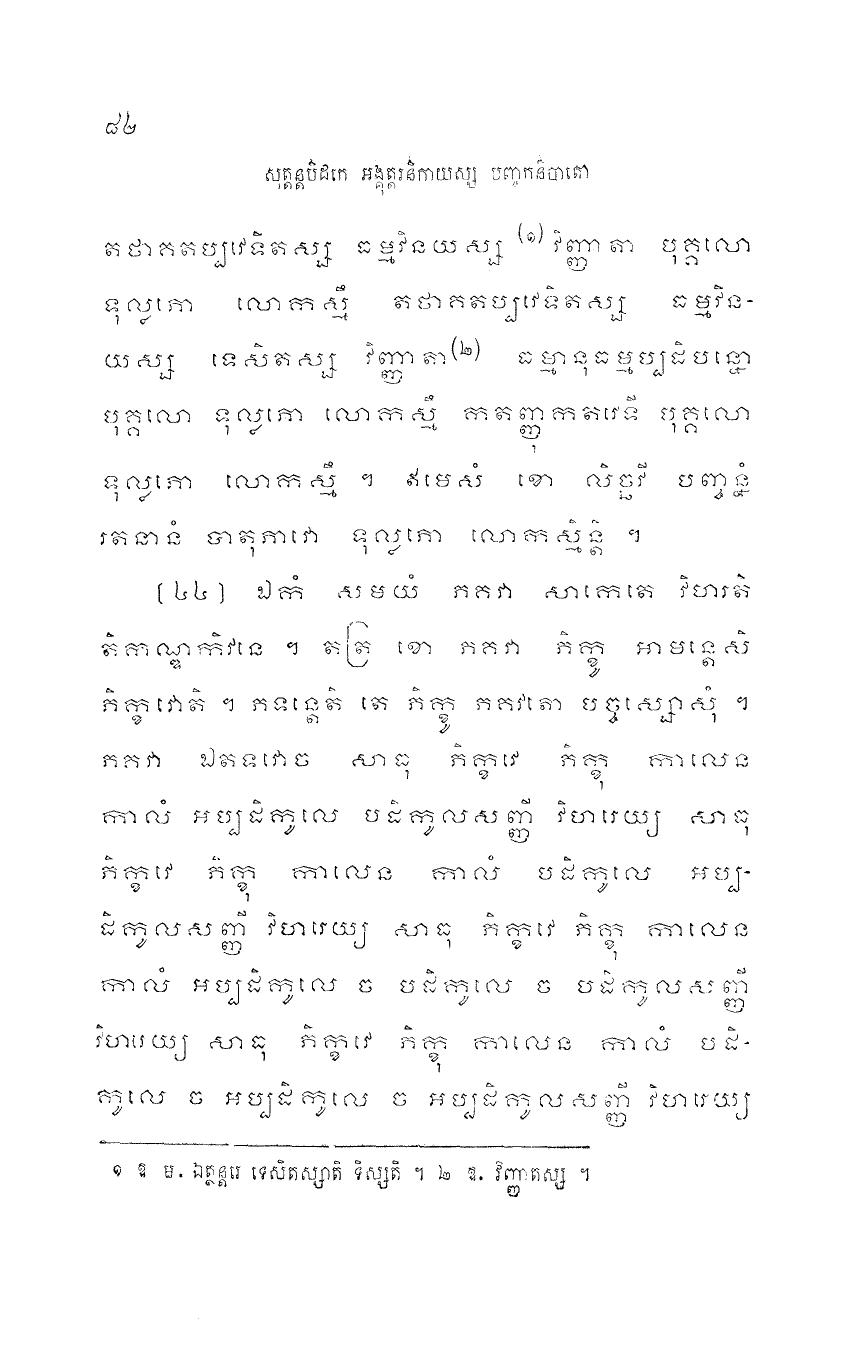 ៨២
សុត្តន្តបិដកេ អង្គុត្តរនិកាយស្ស បញ្ចកនិបាតោ
តថាគតប្បវេទិតស្ស ធម្មវិនយស្ស (១) វិញ្ញាតា បុគ្គលោ
ទុល្លភោ លោកស្មឹ តថាគតប្បវេទិតស្ស ធម្មវិន-
យស្ស ទេសិតស្ស វិញ្ញាតា (២) ធម្មានុធម្មប្បដិបន្នោ
បុគ្គលោ ទុល្លភោ លោកស្មឹ កតញ្ញុកតវេទី បុគ្គលោ
ទុល្លភោ លោកស្មឹ ។ ឥមេសំ ខោ លិច្ឆវី បញ្ចន្នំ
រតនានំ បាតុភាវោ ទុល្លភោ លោកស្មិន្តិ ។
(៤៤) ឯកំ សមយំ ភគវា សាកេតេ វិហរតិ
តិកាណ្ឌកិវនេ ។ តត្រ ខោ ភគវា ភិក្ខូ អាមន្តេសិ
ភិក្ខវោតិ ។ ភទន្តេតិ តេ ភិក្ខូ ភគវតោ បច្ចស្សោសុំ ។
ភគវា ឯតទវោច សាធុ ភិក្ខវេ ភិក្ខុ កាលេន
កាលំ អប្បដិកូលេ បដិកូលសញ្ញី វិហរេយ្យ សាធុ
ភិក្ខវេ ភិក្ខុ កាលេន កាលំ បដិកូលេ អប្ប-
ដិកូលសញ្ញី វិហរេយ្យ សាធុ ភិក្ខវេ ភិក្ខុ កាលេន
កាលំ អប្បដិកូលេ ច បដិកូលេ ច បដិកូលសញ្ញី
វិហរេយ្យ សាធុ ភិក្ខវេ ភិក្ខុ កាលេន កាលំ បដិ-
កូលេ ច អប្បដិកូលេ ច អប្បដិកូលសញ្ញី វិហរេយ្យ
១ ឱ ម. ឯត្ថន្តរេ ទេសិតស្សាតិ ទិស្សតិ ។ ២ ឱ. វិញ្ញាតស្ស ។